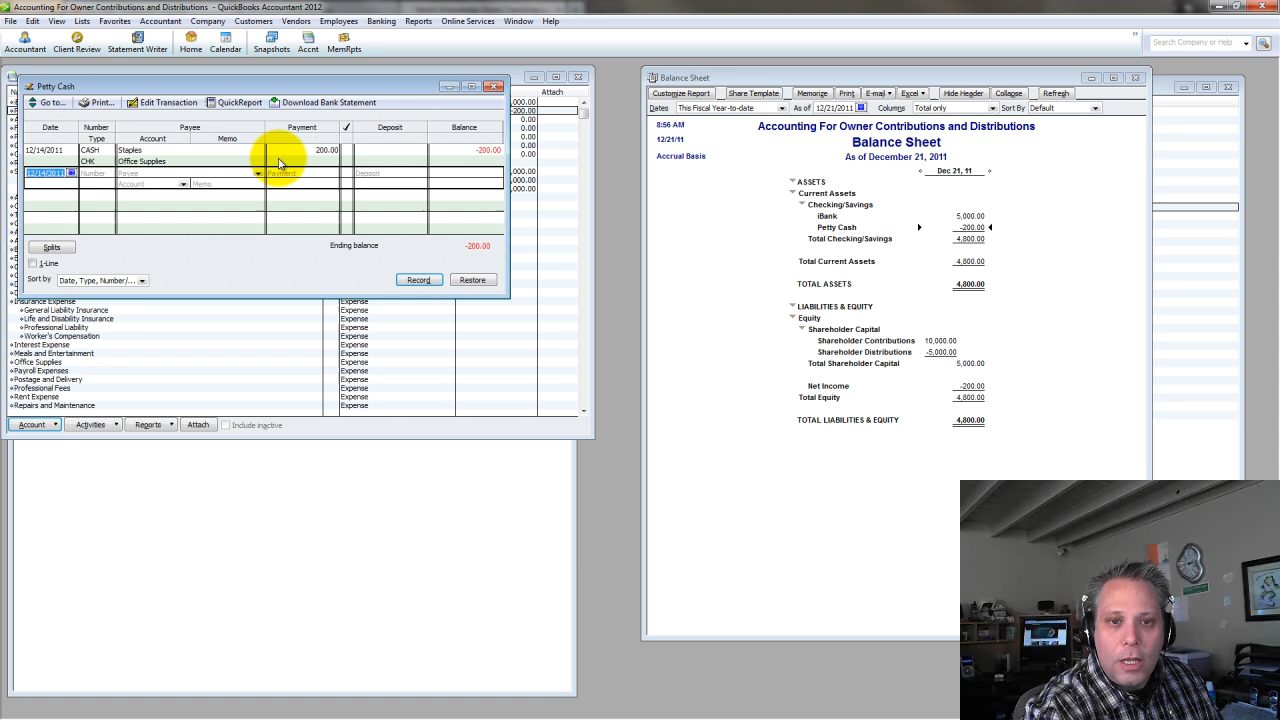 Accounting For Owner Contributions and Distributions - QuickBooks Accountant 2012
File Edit View Lists Favorites Accountant Company Customers Vendors Employees Banking Reports Online Services Window Help
Accountant Client Review Statement Writer Home Calendar Snapshots Accnt MemRpts
Search Company or Help
Petty Cash
Go to... Print... Edit Transaction QuickReport Download Bank Statement
Date Number Payee Payment ✓ Deposit Balance
Type Account Memo
12/14/2011 CASH Staples 200.00 -200.00
CHK Office Supplies
12/14/2011 Number Payee Payment Deposit
Account Memo
Splits
Ending balance -200.00
1-Line
Sort by Date, Type, Number/...
Record Restore
Attach
Insurance Expense Expense
General Liability Insurance Expense
Life and Disability Insurance Expense
Professional Liability Expense
Worker's Compensation Expense
Interest Expense Expense
Meals and Entertainment Expense
Office Supplies Expense
Payroll Expenses Expense
Postage and Delivery Expense
Professional Fees Expense
Rent Expense Expense
Repairs and Maintenance Expense
Account Activities Reports Attach Include inactive
Balance Sheet
Customize Report Share Template Memorize Print E-mail Excel Hide Header Collapse Refresh
Dates This Fiscal Year-to-date As of 12/21/2011 Columns Total only Sort By Default
8:56 AM
12/21/11
Accrual Basis
Accounting For Owner Contributions and Distributions
Balance Sheet
As of December 21, 2011
Dec 21, 11
ASSETS
Current Assets
Checking/Savings
iBank 5,000.00
Petty Cash -200.00
Total Checking/Savings 4,800.00
Total Current Assets 4,800.00
TOTAL ASSETS 4,800.00
LIABILITIES & EQUITY
Equity
Shareholder Capital
Shareholder Contributions 10,000.00
Shareholder Distributions -5,000.00
Total Shareholder Capital 5,000.00
Net Income -200.00
Total Equity 4,800.00
TOTAL LIABILITIES & EQUITY 4,800.00